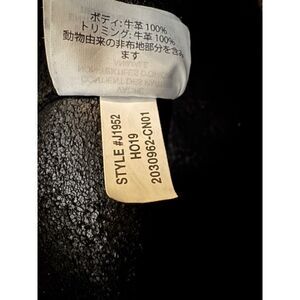 ボディ: 牛革 100%
トリミング: 牛革 100%
動物由来の非布地部分を含み
ます
STYLE #J1952
HO19
2030962-CN01